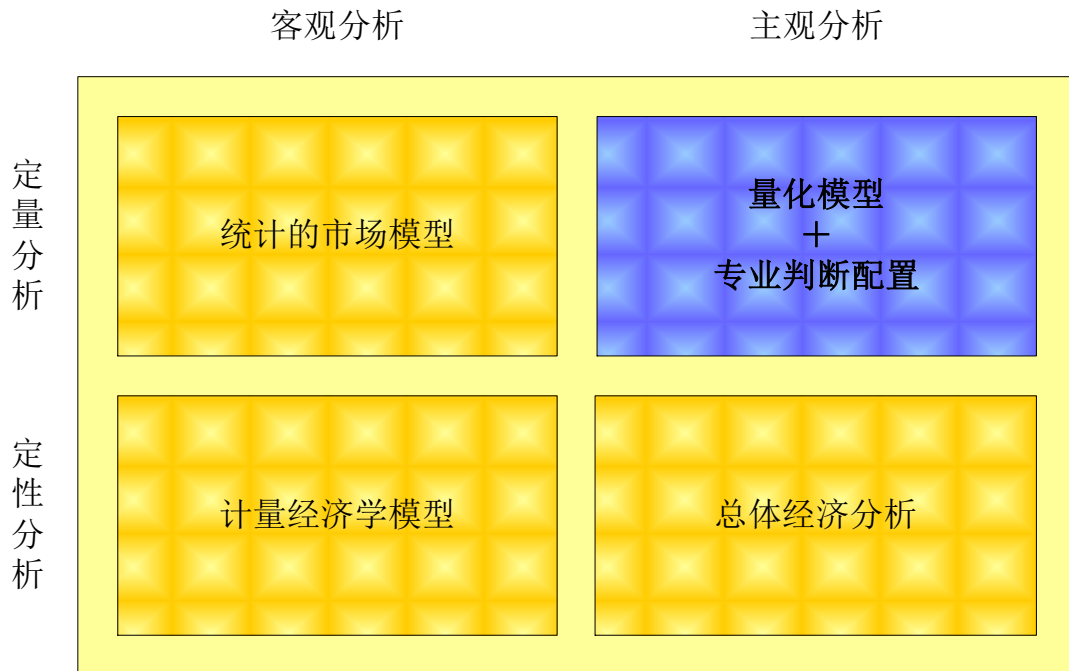 客观分析
主观分析
定量分析
统计的市场模型
量化模型
＋
专业判断配置
定性分析
计量经济学模型
总体经济分析